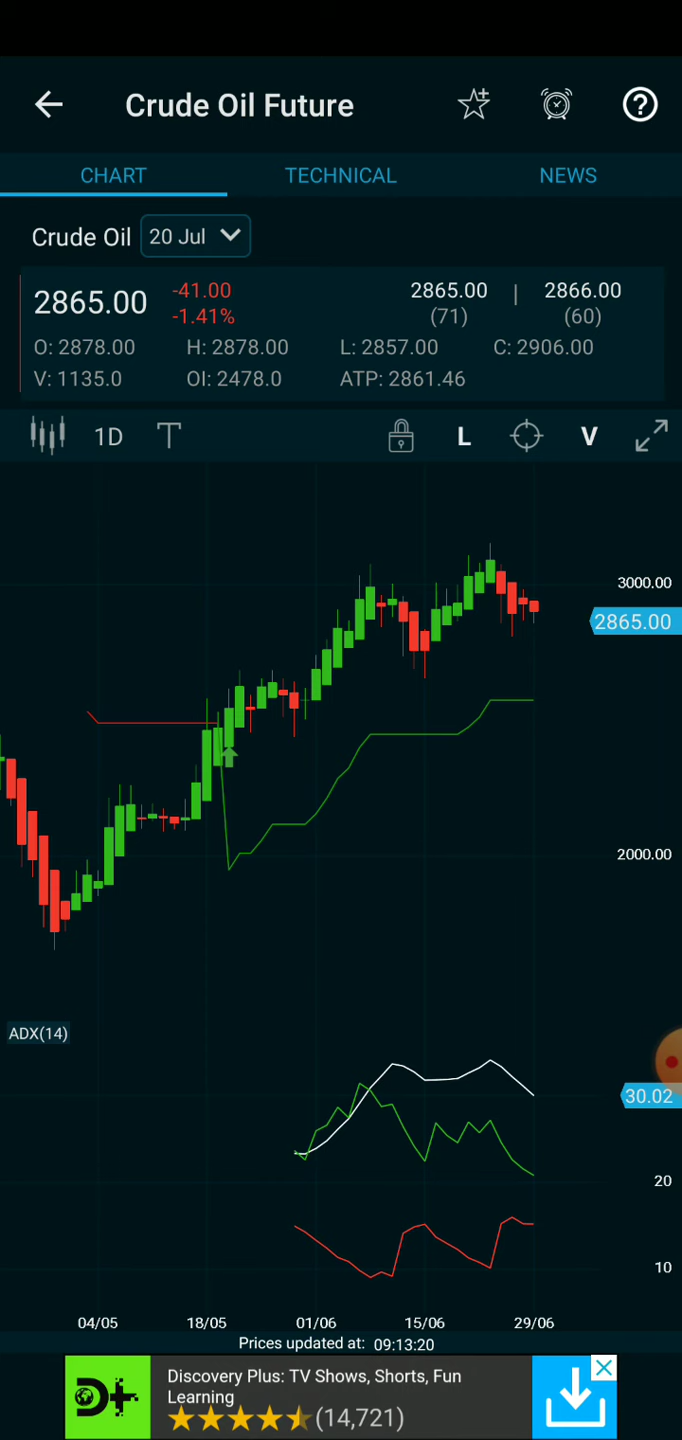 Crude Oil Future
CHART TECHNICAL NEWS
Crude Oil 20 Jul
2865.00 -41.00 2865.00 | 2866.00
-1.41% (71) (60)
O: 2878.00 H: 2878.00 L: 2857.00 C: 2906.00
V: 1135.0 OI: 2478.0 ATP: 2861.46
1D T L V
3000.00
2865.00
2000.00
ADX(14)
30.02
20
10
04/05 18/05 01/06 15/06 29/06
Prices updated at: 09:13:20
Discovery Plus: TV Shows, Shorts, Fun
Learning
(14,721)
D+